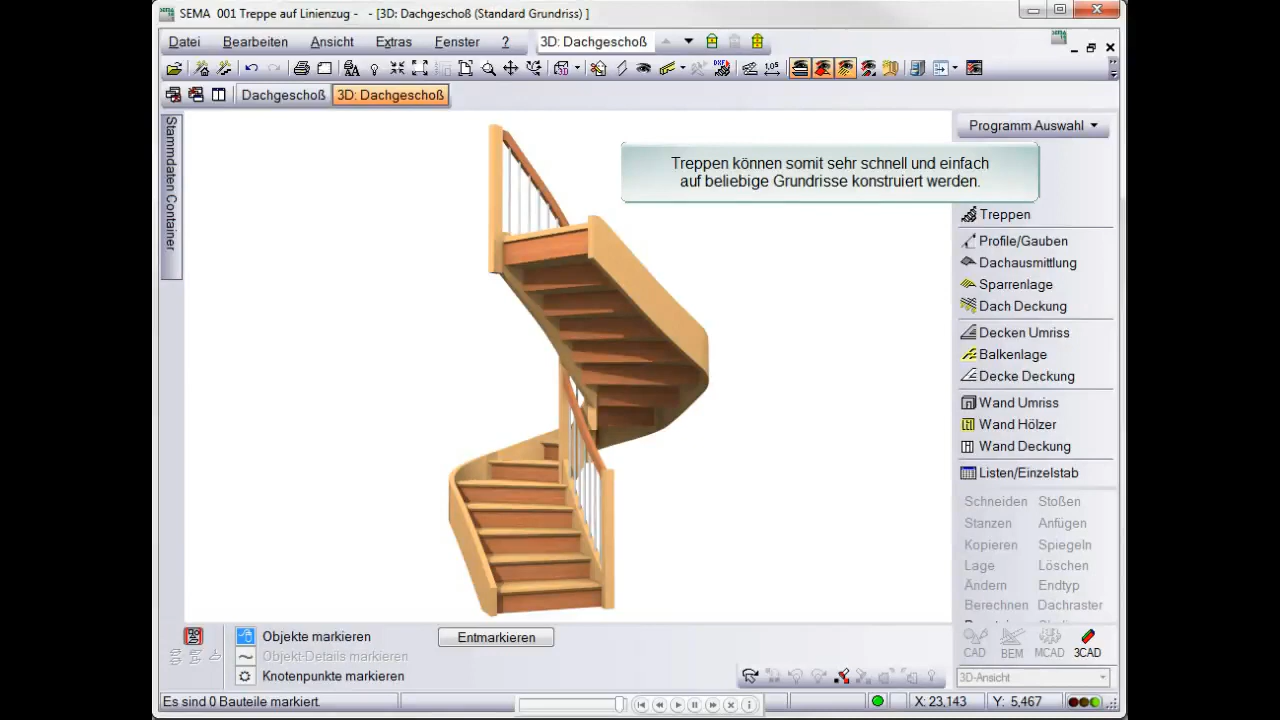 SEMA 001 Treppe auf Linienzug - - [3D: Dachgeschoß (Standard Grundriss) ]
Datei Bearbeiten Ansicht Extras Fenster ? 3D: Dachgeschoß
Dachgeschoß 3D: Dachgeschoß
Stammdaten Container
Programm Auswahl
Treppen können somit sehr schnell und einfach
auf beliebige Grundrisse konstruiert werden.
Treppen
Profile/Gauben
Dachausmittlung
Sparrenlage
Dach Deckung
Decken Umriss
Balkenlage
Decke Deckung
Wand Umriss
Wand Hölzer
Wand Deckung
Listen/Einzelstab
Schneiden Stoßen
Stanzen Anfügen
Kopieren Spiegeln
Lage Löschen
Ändern Endtyp
Berechnen Dachraster
CAD BEM MCAD 3CAD
3D-Ansicht
Objekte markieren Entmarkieren
Objekt-Details markieren
Knotenpunkte markieren
Es sind 0 Bauteile markiert. X: 23,143 Y: 5,467